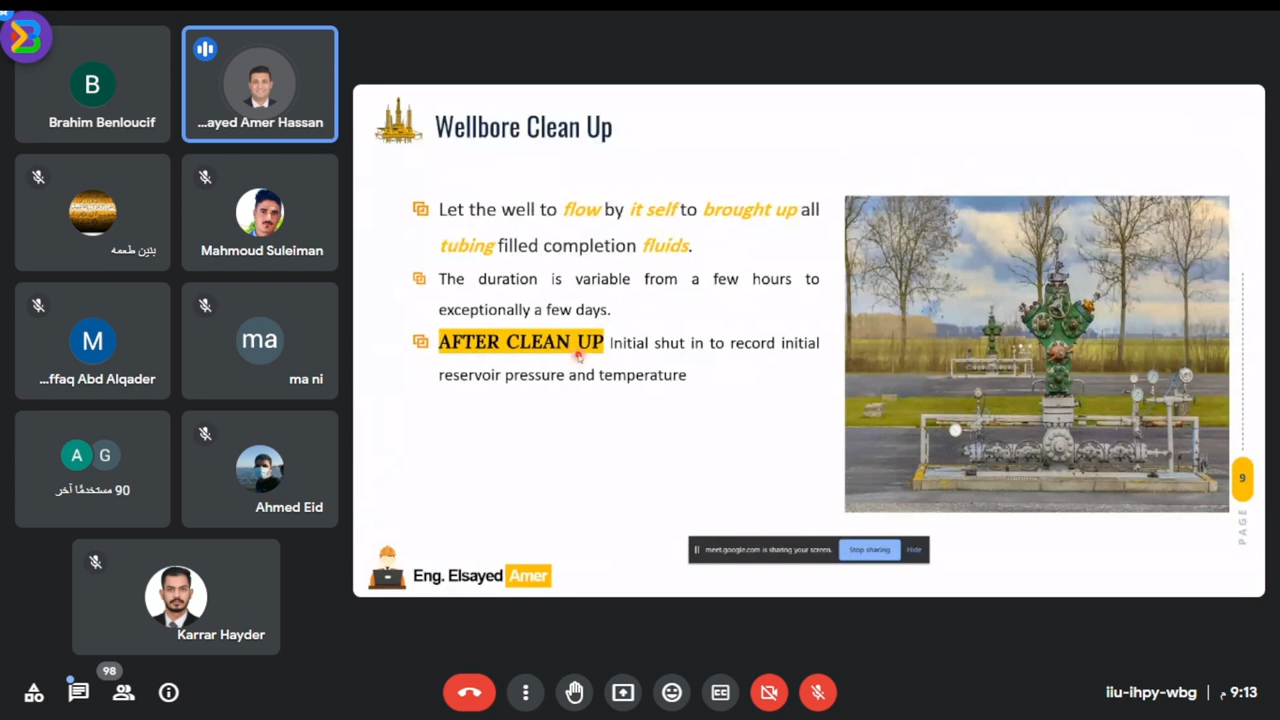 B
Brahim Benloucif
...ayed Amer Hassan
بنين طعمه
Mahmoud Suleiman
M
...ffaq Abd Alqader
ma
ma ni
A G
90 مستخدمًا آخر
Ahmed Eid
Karrar Hayder
Wellbore Clean Up
Let the well to flow by it self to brought up all
tubing filled completion fluids.
The duration is variable from a few hours to
exceptionally a few days.
AFTER CLEAN UP Initial shut in to record initial
reservoir pressure and temperature
9
PAGE
meet.google.com is sharing your screen. Stop sharing Hide
Eng. Elsayed Amer
98
iiu-ihpy-wbg | 9:13 م